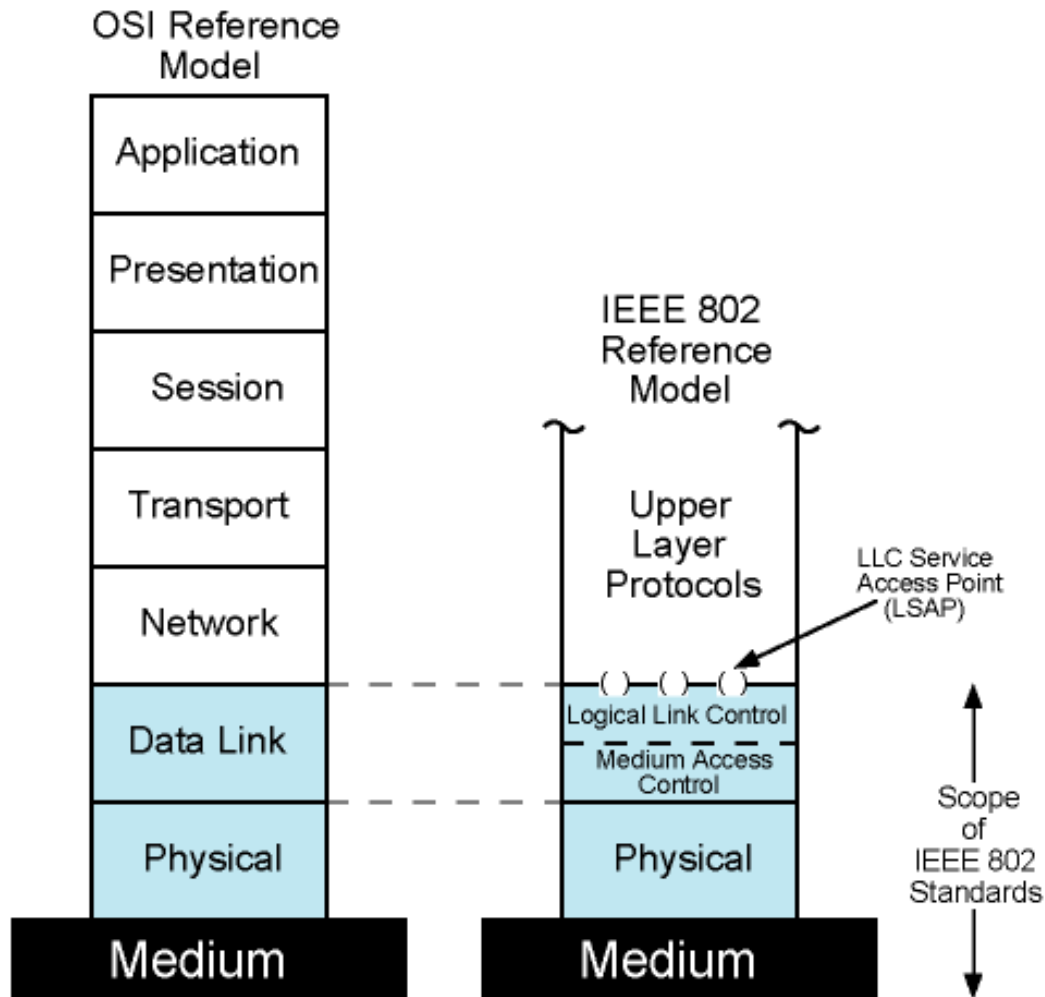 OSI Reference
Model
Application
Presentation
Session
Transport
Network
Data Link
Physical
Medium
IEEE 802
Reference
Model
Upper
Layer
Protocols
LLC Service
Access Point
(LSAP)
( ) ( ) ( )
Logical Link Control
Medium Access
Control
Physical
Medium
Scope
of
IEEE 802
Standards